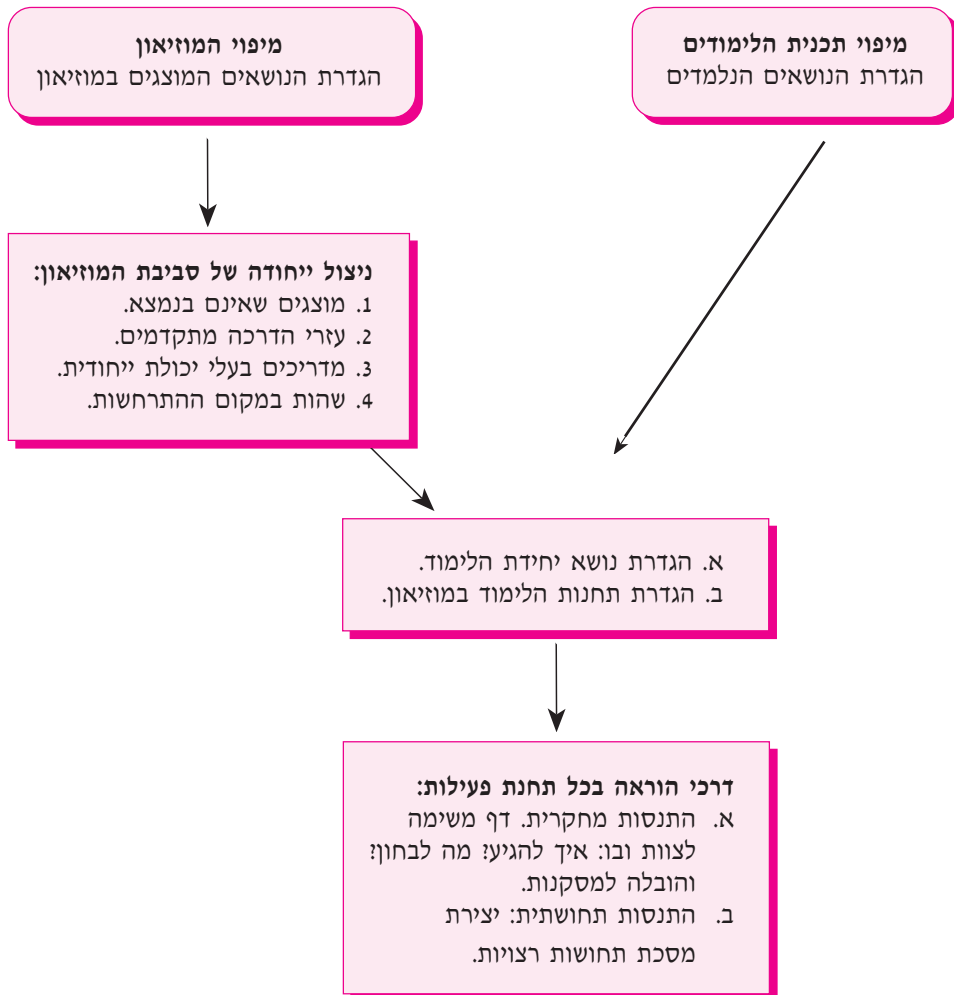 מיפוי תכנית הלימודים
הגדרת הנושאים הנלמדים
מיפוי המוזיאון
הגדרת הנושאים המוצגים במוזיאון
ניצול ייחודה של סביבת המוזיאון:
1. מוצגים שאינם בנמצא.
2. עזרי הדרכה מתקדמים.
3. מדריכים בעלי יכולת ייחודית.
4. שהות במקום ההתרחשות.
א. הגדרת נושא יחידת הלימוד.
ב. הגדרת תחנות הלימוד במוזיאון.
דרכי הוראה בכל תחנת פעילות:
א. התנסות מחקרית. דף משימה
לצוות ובו: איך להגיע? מה לבחון?
והובלה למסקנות.
ב. התנסות תחושתית: יצירת
מסכת תחושות רצויות.